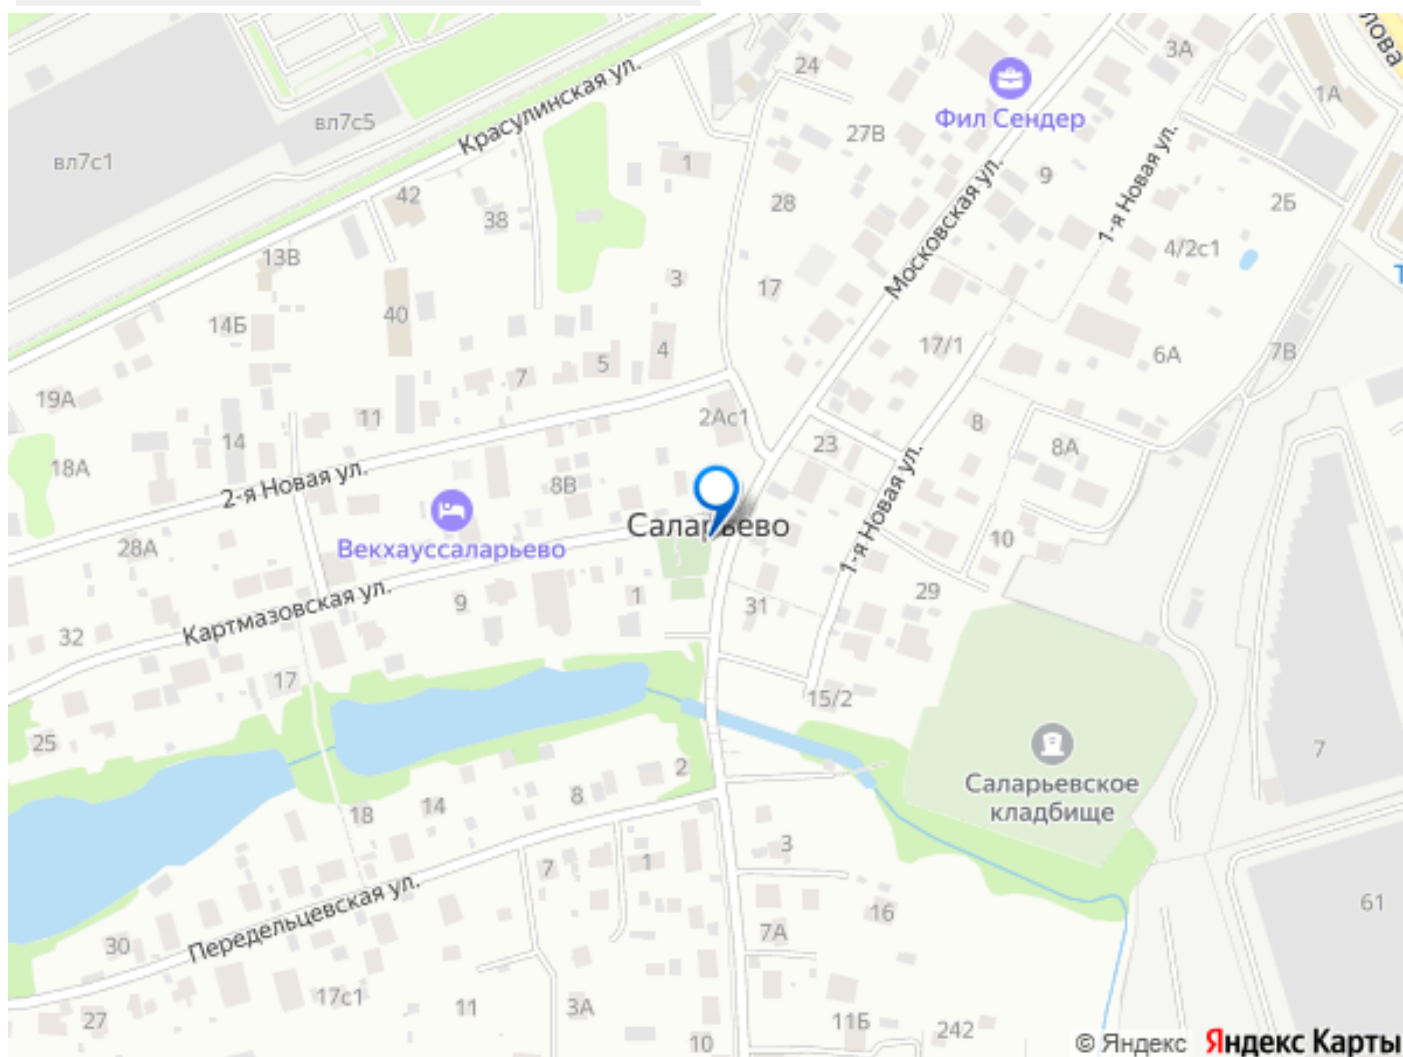 лова
3А
24
1А
Фил Сендер
вл7с5
27В
Красулинская ул.
вл7с1
1
9
1-я Новая ул.
42
28
Московская ул.
2Б
38
4/2с1
13В
3
17
Т
40
14Б
17/1
4
5
6А
7В
7
19А
11
2Ас1
8
14
23
8А
18А
2-я Новая ул.
8В
Саларьево
28А
Векхауссаларьево
1-я Новая ул.
10
9
1
31
29
Картмазовская ул.
32
17
15/2
25
7
2
Саларьевское
кладбище
8
14
18
3
1
7
61
16
Передельцевская ул.
7А
30
17с1
11
3А
27
11Б
242
10
© Яндекс
Яндекс Карты